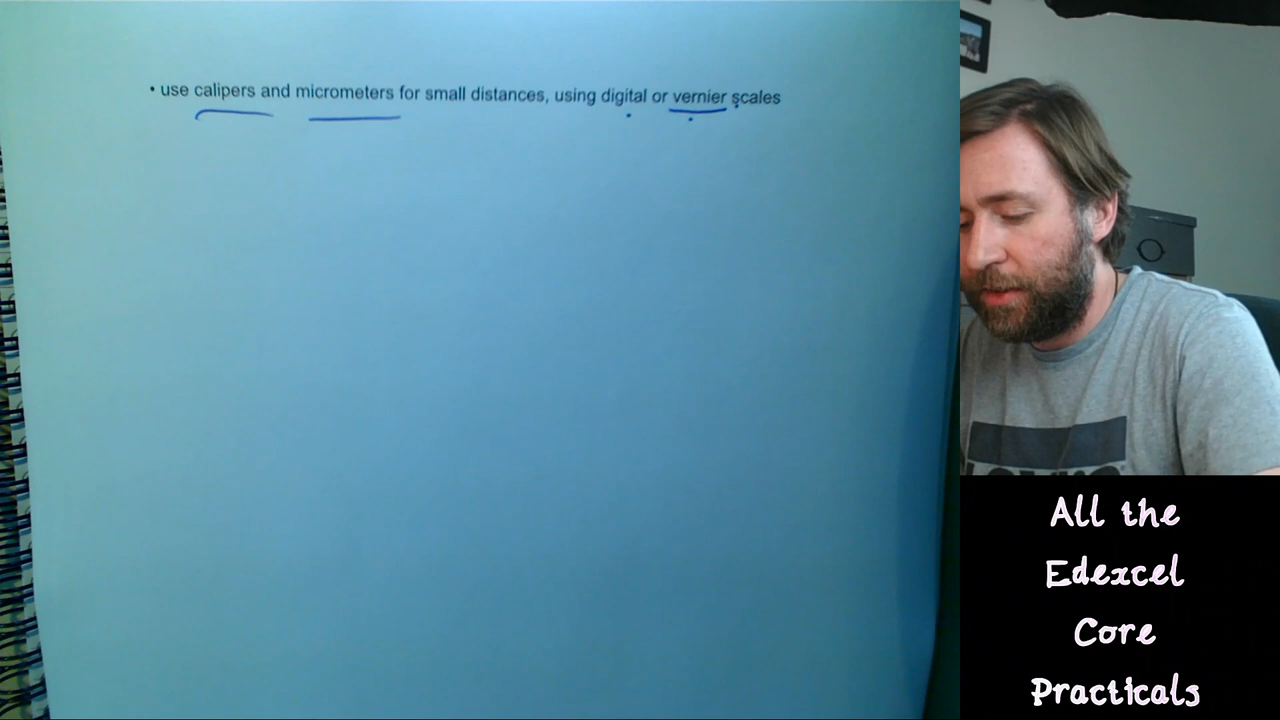 • use calipers and micrometers for small distances, using digital or vernier scales
All the
Edexcel
Core
Practicals